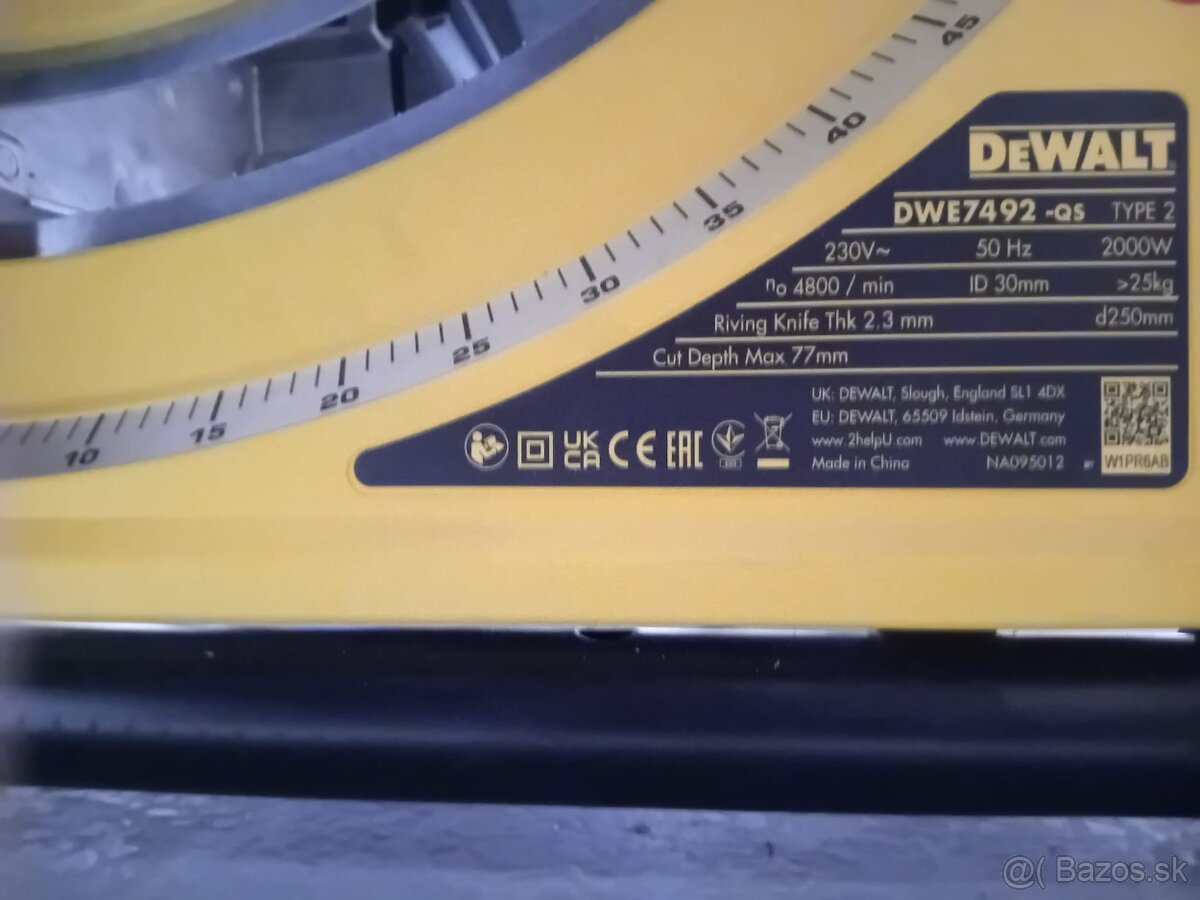 45
40
35
30
25
20
15
10
DEWALT
DWE7492 -QS TYPE 2
230V~ 50 Hz 2000W
n₀ 4800 / min ID 30mm >25kg
Riving Knife Thk 2.3 mm d250mm
Cut Depth Max 77mm
UK: DEWALT, Slough, England SL1 4DX
EU: DEWALT, 65509 Idstein, Germany
www.2helpU.com www.DEWALT.com
Made in China NA095012
UK
CA CE EAC
W1PR6AB
@( Bazos.sk